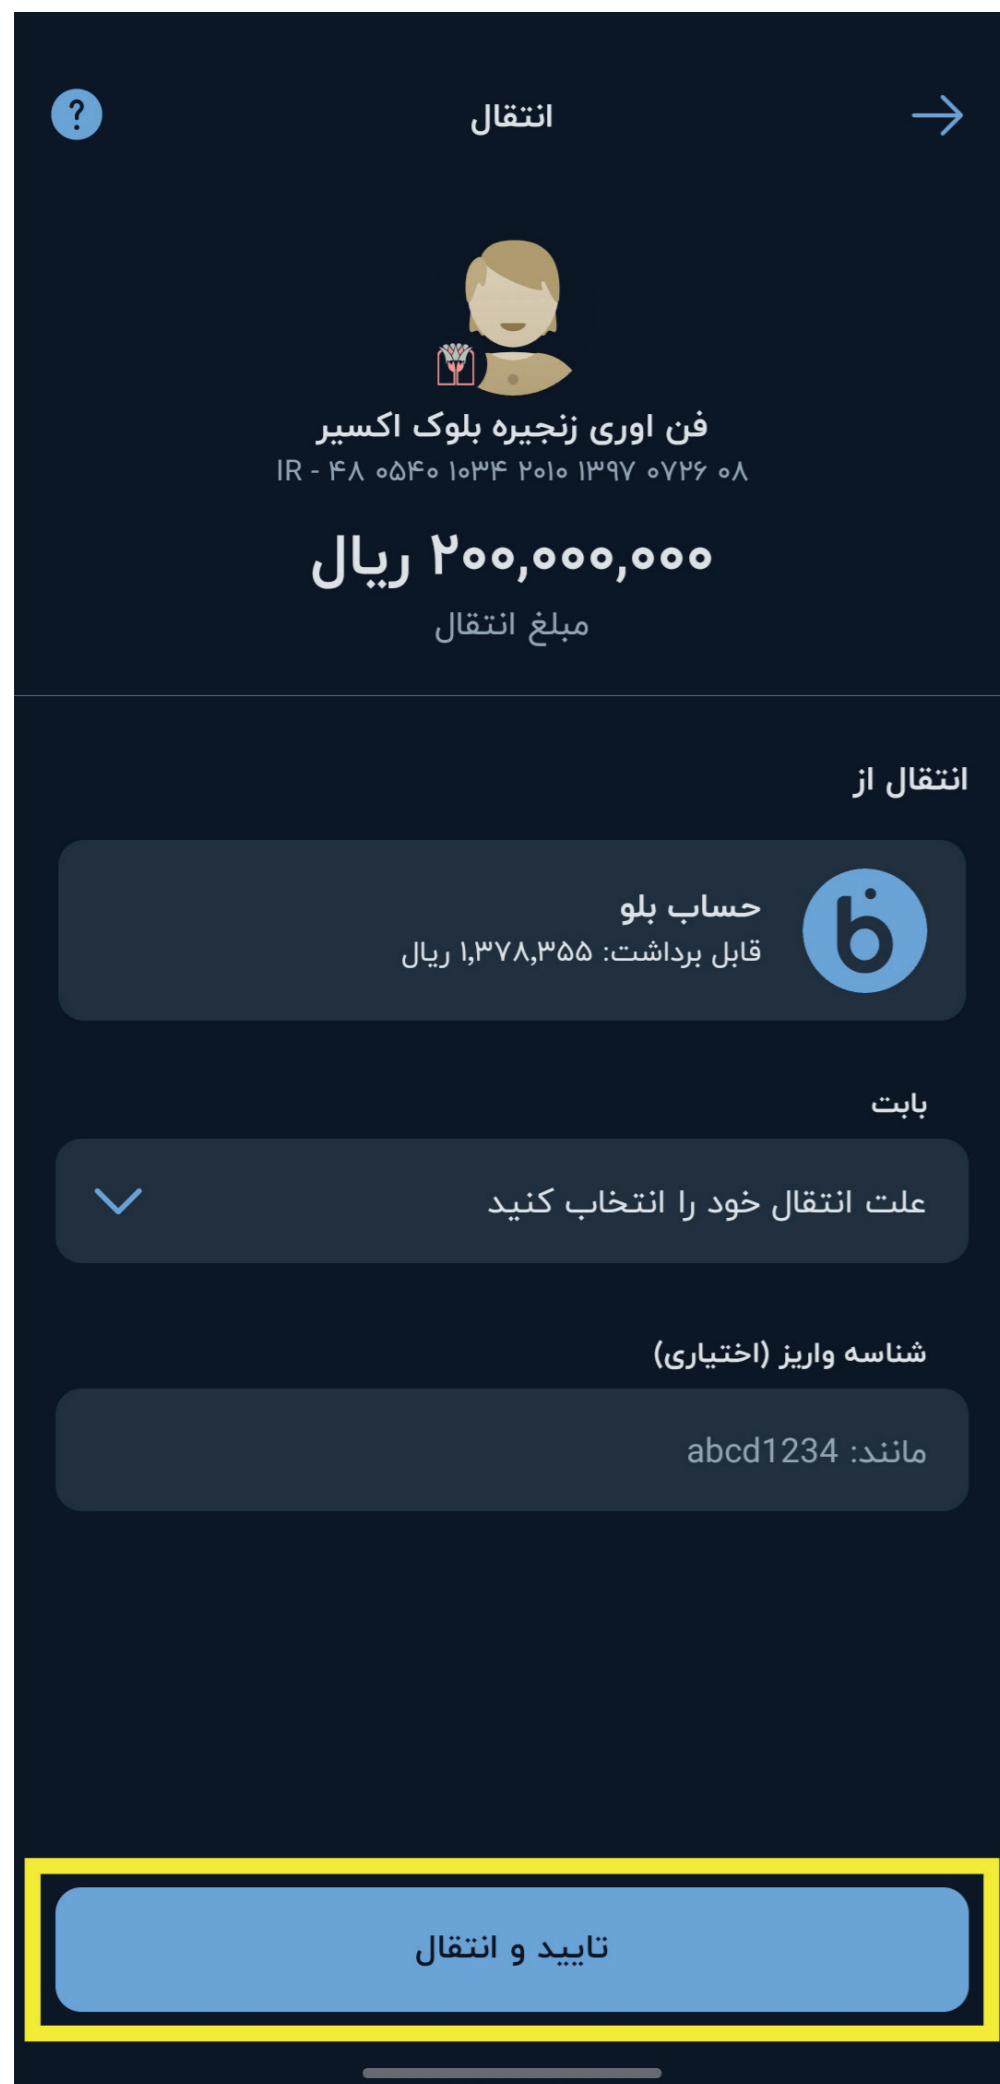 انتقال
فن اوری زنجیره بلوک اکسیر
IR - ۴۸ ۰۵۴۰ ۱۰۳۴ ۲۰۱۰ ۱۳۹۷ ۰۷۲۶ ۰۸
۲۰۰,۰۰۰,۰۰۰ ریال
مبلغ انتقال
انتقال از
حساب بلو
قابل برداشت: ۱,۳۷۸,۳۵۵ ریال
بابت
علت انتقال خود را انتخاب کنید
شناسه واریز (اختیاری)
مانند: abcd1234
تایید و انتقال